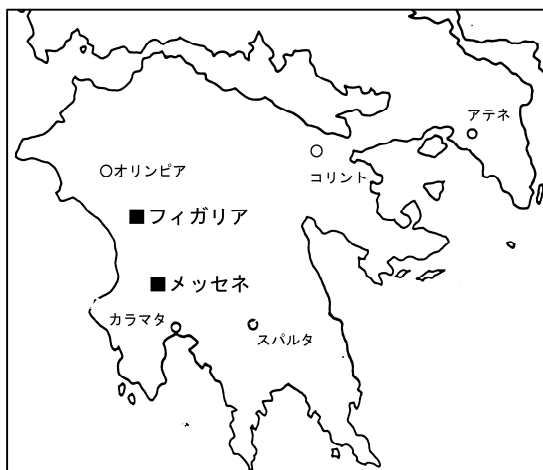 アテネ
コリント
オリンピア
フィガリア
メッセネ
カラマタ
スパルタ